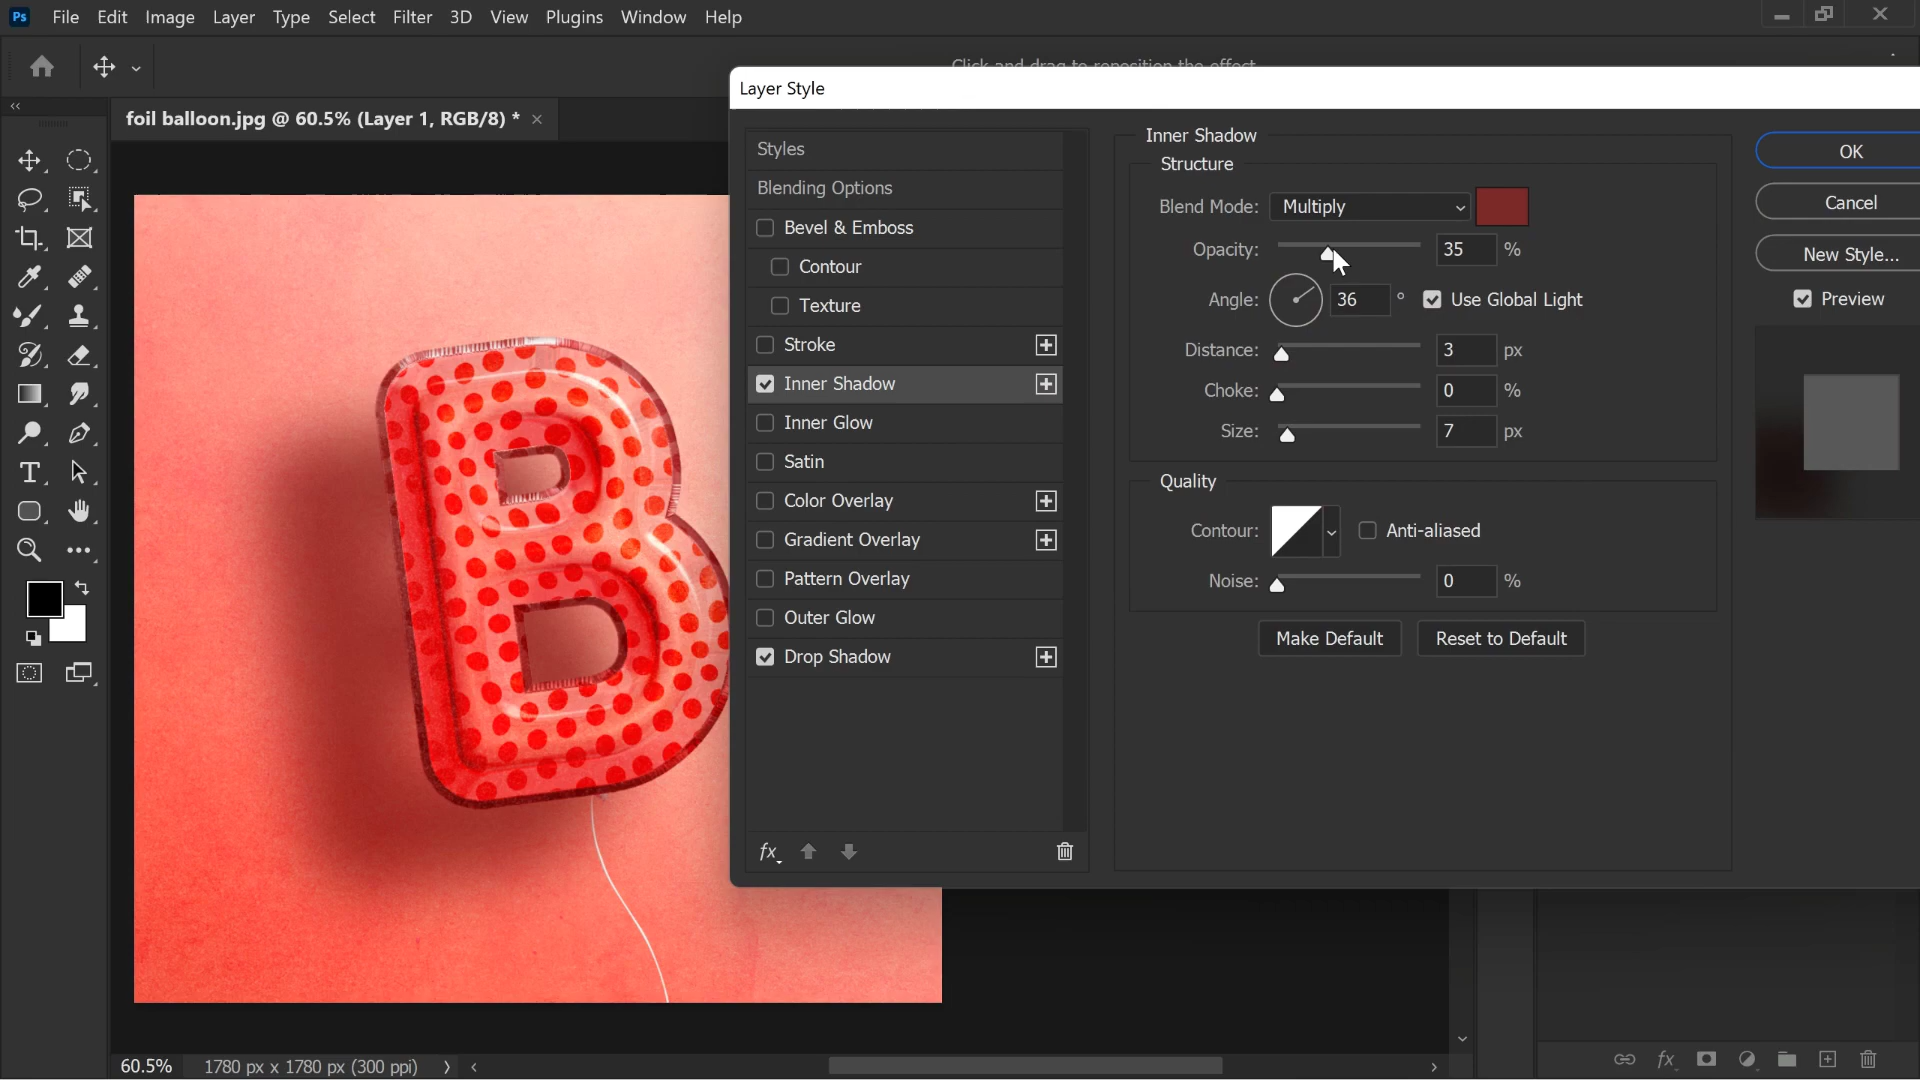 Ps File Edit Image Layer Type Select Filter 3D View Plugins Window Help
Click and drag to reposition the effect
foil balloon.jpg @ 60.5% (Layer 1, RGB/8) *
Layer Style
Styles
Blending Options
Bevel & Emboss
Contour
Texture
Stroke
Inner Shadow
Inner Glow
Satin
Color Overlay
Gradient Overlay
Pattern Overlay
Outer Glow
Drop Shadow
fx
Inner Shadow
Structure
Blend Mode: Multiply
Opacity: 35 %
Angle: 36 ° Use Global Light
Distance: 3 px
Choke: 0 %
Size: 7 px
Quality
Contour: Anti-aliased
Noise: 0 %
Make Default Reset to Default
OK
Cancel
New Style...
Preview
B
60.5% 1780 px x 1780 px (300 ppi)
fx